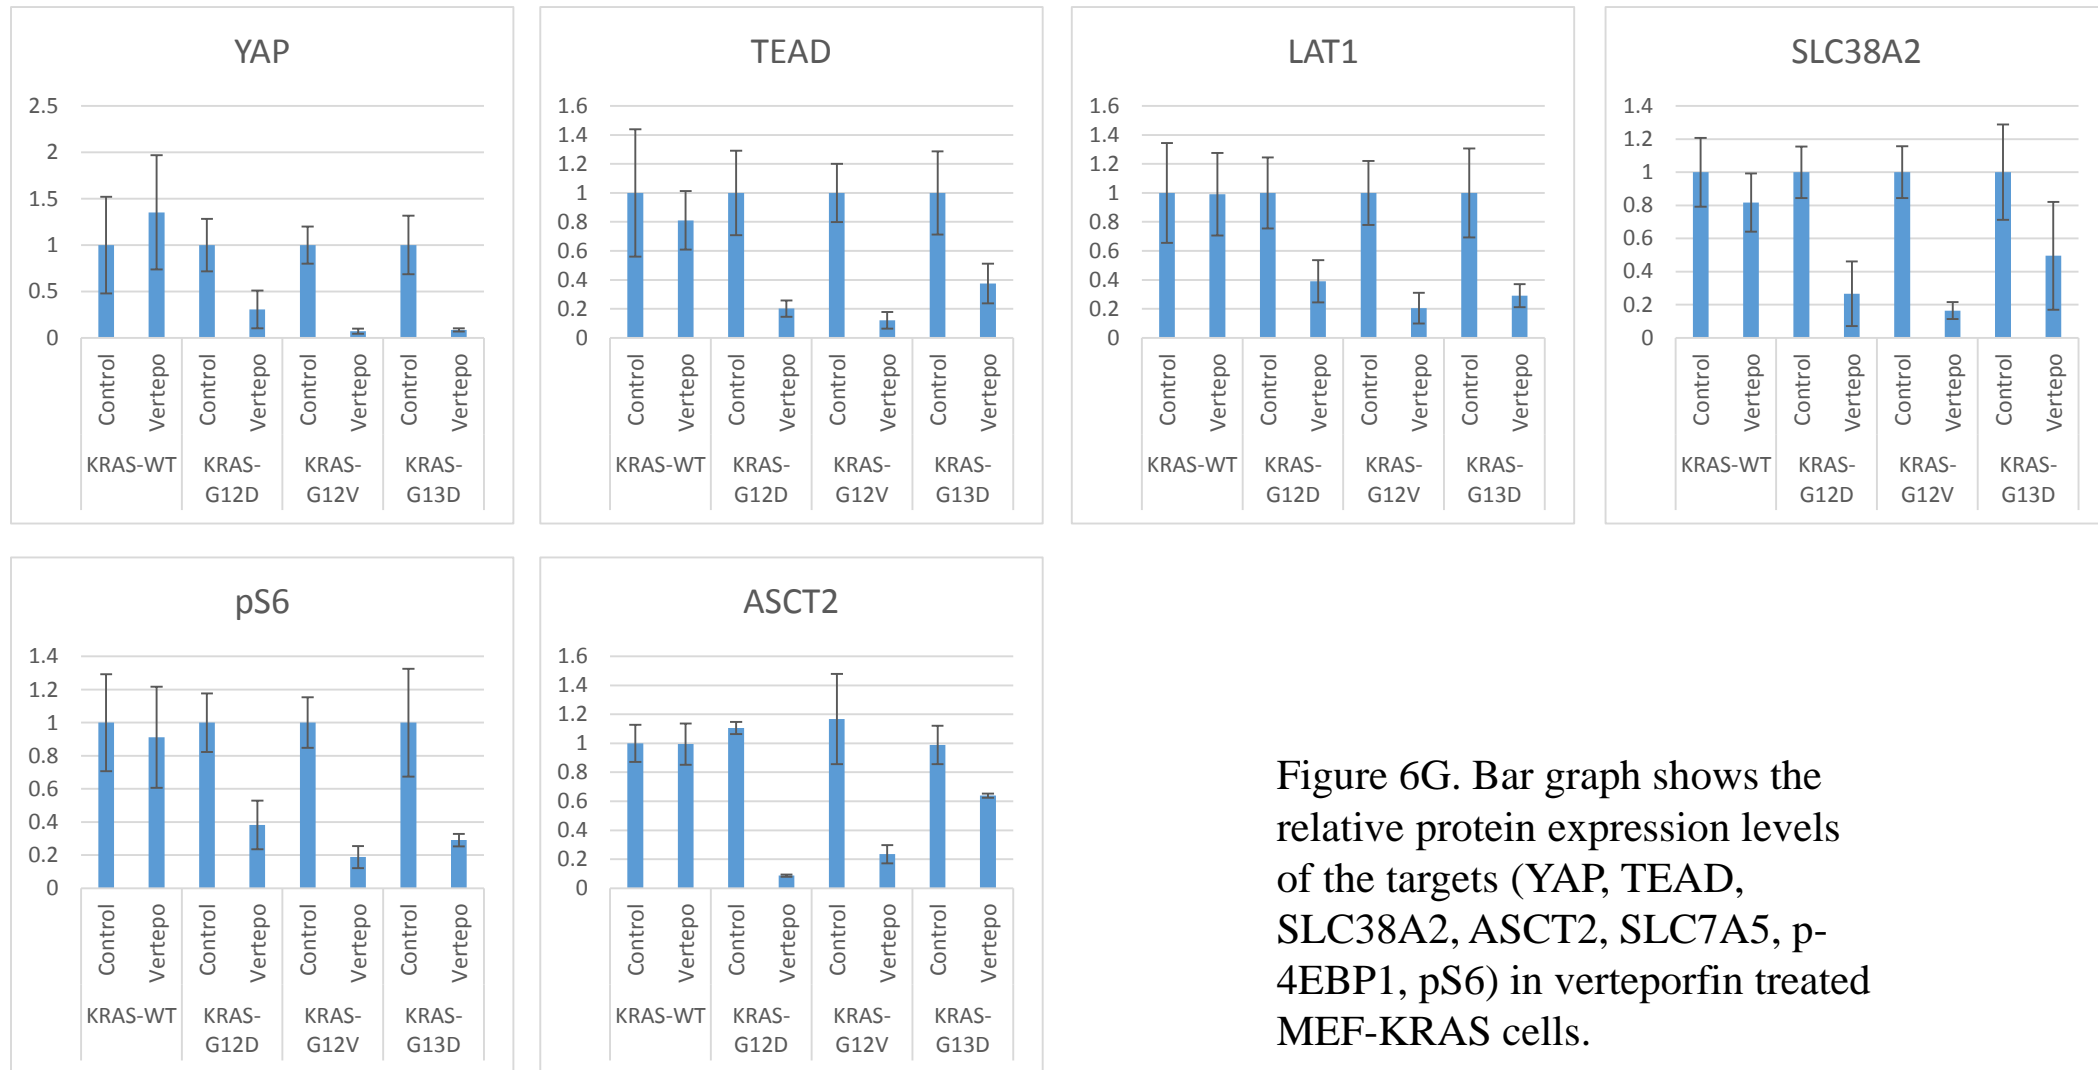 YAP
2.5
2
1.5
1
0.5
0
Control
Vertepo
Control
Vertepo
Control
Vertepo
Control
Vertepo
KRAS-WT
KRAS-
G12D
KRAS-
G12V
KRAS-
G13D
TEAD
1.6
1.4
1.2
1
0.8
0.6
0.4
0.2
0
Control
Vertepo
Control
Vertepo
Control
Vertepo
Control
Vertepo
KRAS-WT
KRAS-
G12D
KRAS-
G12V
KRAS-
G13D
LAT1
1.6
1.4
1.2
1
0.8
0.6
0.4
0.2
0
Control
Vertepo
Control
Vertepo
Control
Vertepo
Control
Vertepo
KRAS-WT
KRAS-
G12D
KRAS-
G12V
KRAS-
G13D
SLC38A2
1.4
1.2
1
0.8
0.6
0.4
0.2
0
Control
Vertepo
Control
Vertepo
Control
Vertepo
Control
Vertepo
KRAS-WT
KRAS-
G12D
KRAS-
G12V
KRAS-
G13D
pS6
1.4
1.2
1
0.8
0.6
0.4
0.2
0
Control
Vertepo
Control
Vertepo
Control
Vertepo
Control
Vertepo
KRAS-WT
KRAS-
G12D
KRAS-
G12V
KRAS-
G13D
ASCT2
1.6
1.4
1.2
1
0.8
0.6
0.4
0.2
0
Control
Vertepo
Control
Vertepo
Control
Vertepo
Control
Vertepo
KRAS-WT
KRAS-
G12D
KRAS-
G12V
KRAS-
G13D
Figure 6G. Bar graph shows the
relative protein expression levels
of the targets (YAP, TEAD,
SLC38A2, ASCT2, SLC7A5, p-
4EBP1, pS6) in verteporfin treated
MEF-KRAS cells.